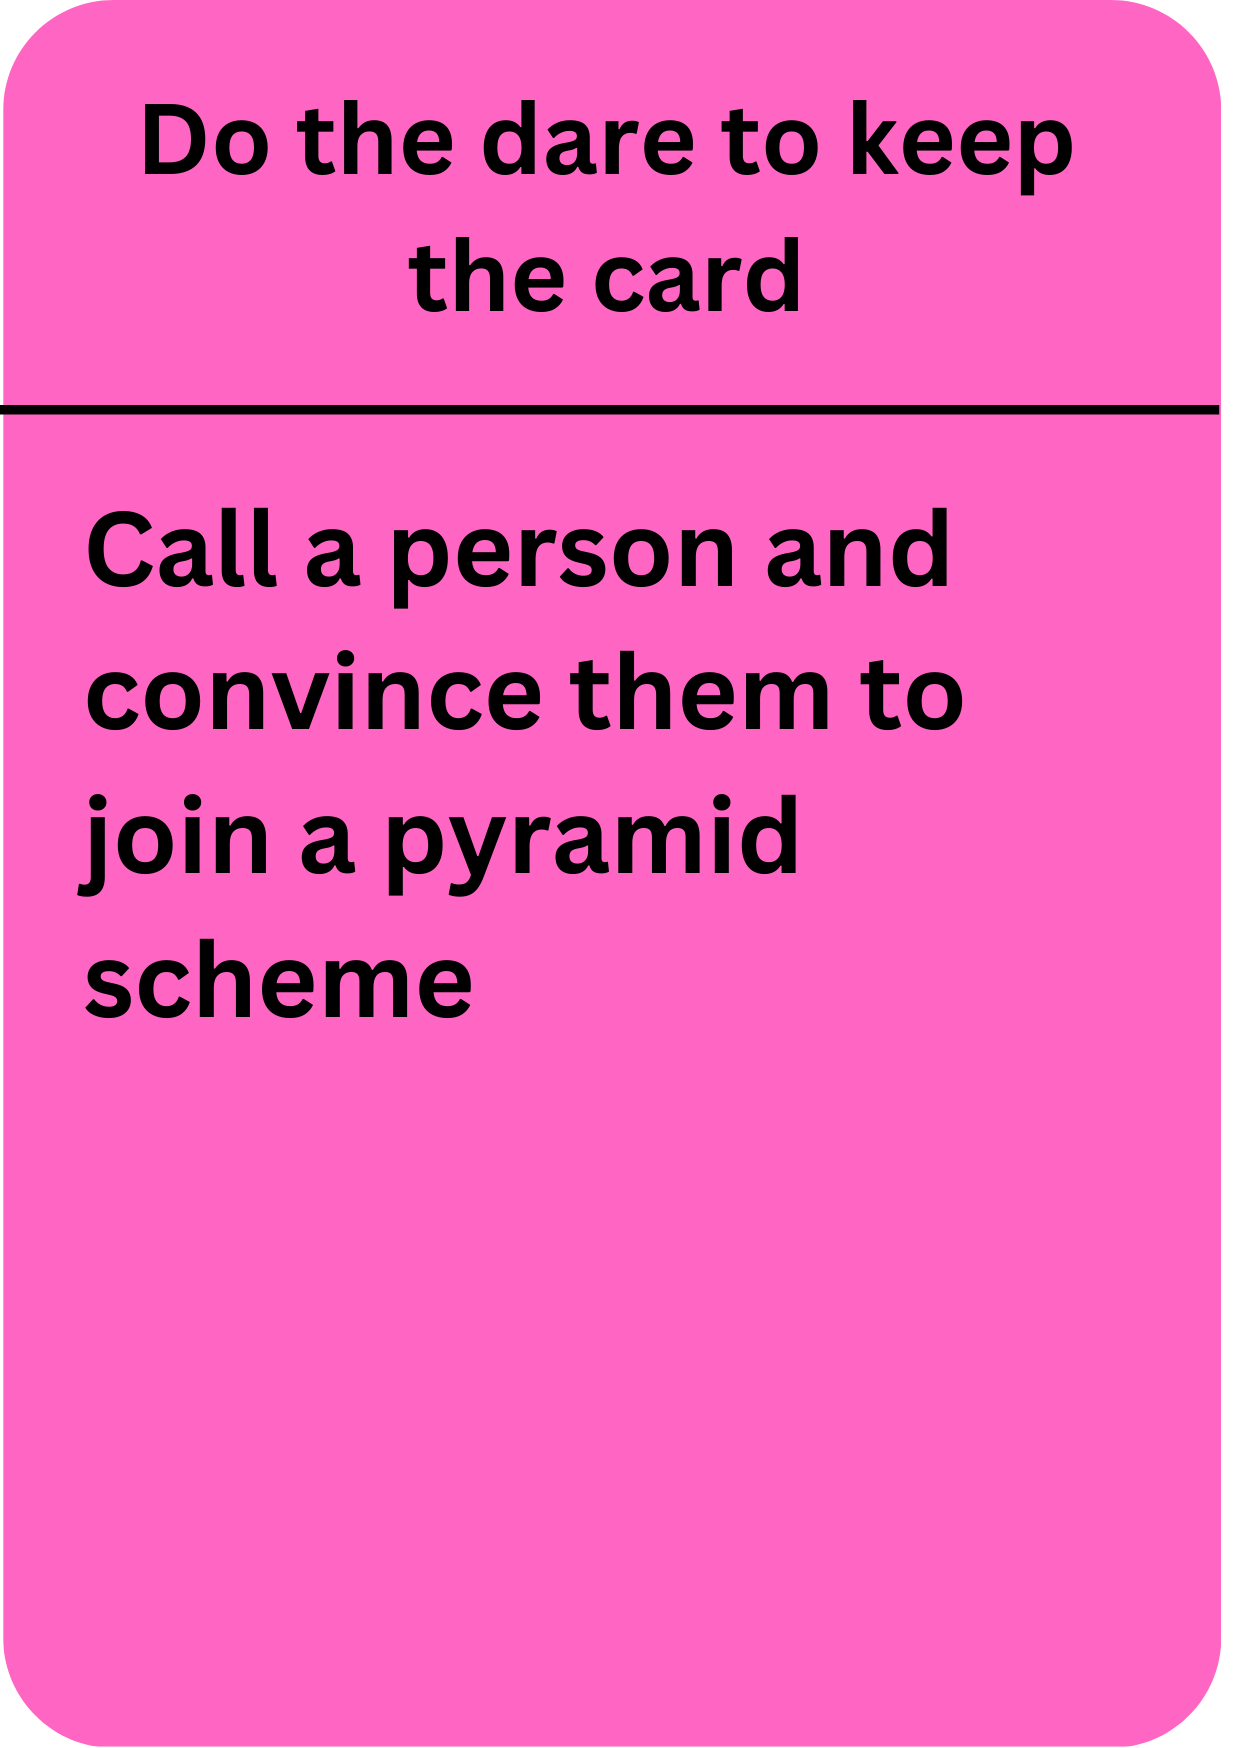 Do the dare to keep
the card
Call a person and
convince them to
join a pyramid
scheme